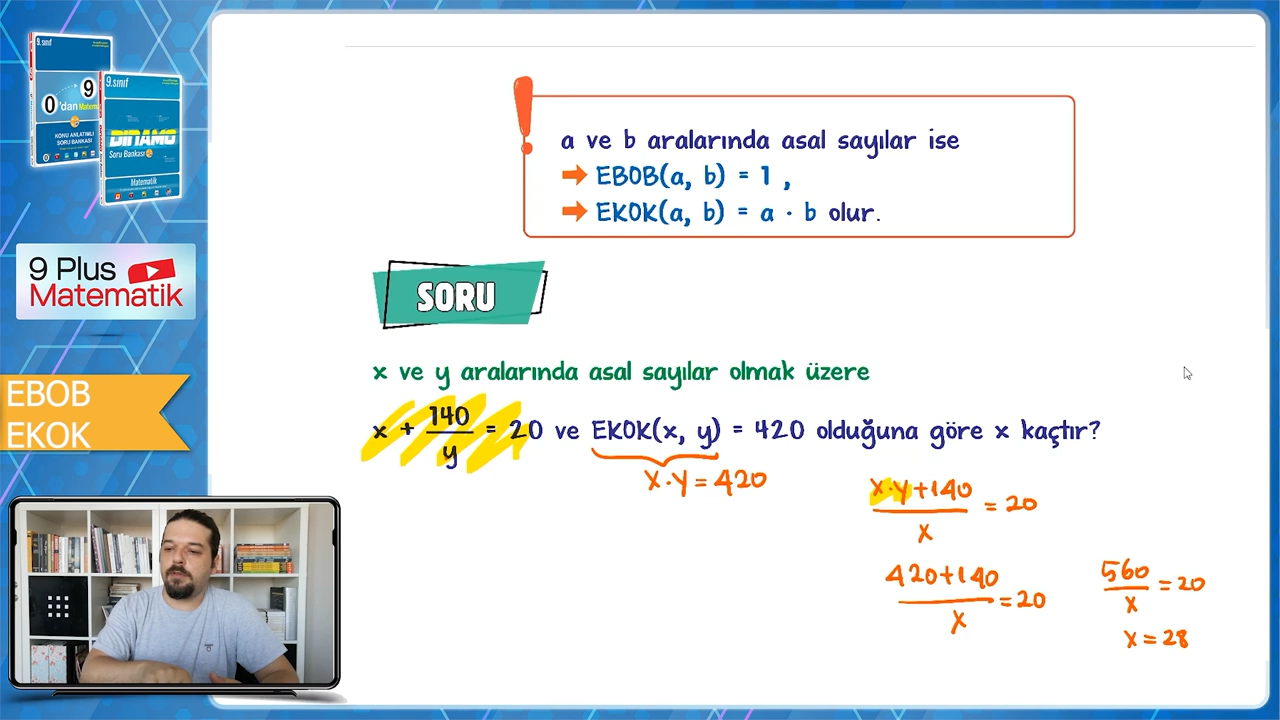 9.sınıf
0'dan 9 Matematik
KONU ANLATIMLI
SORU BANKASI
9.sınıf
DİNAMO
Soru Bankası
Matematik
9 Plus
Matematik
EBOB
EKOK
a ve b aralarında asal sayılar ise
➡ EBOB(a, b) = 1 ,
➡ EKOK(a, b) = a · b olur.
SORU
x ve y aralarında asal sayılar olmak üzere
x + 140/y = 20 ve EKOK(x, y) = 420 olduğuna göre x kaçtır?
x·y = 420
x·y+140/x = 20
420+140/x = 20
560/x = 20
x = 28